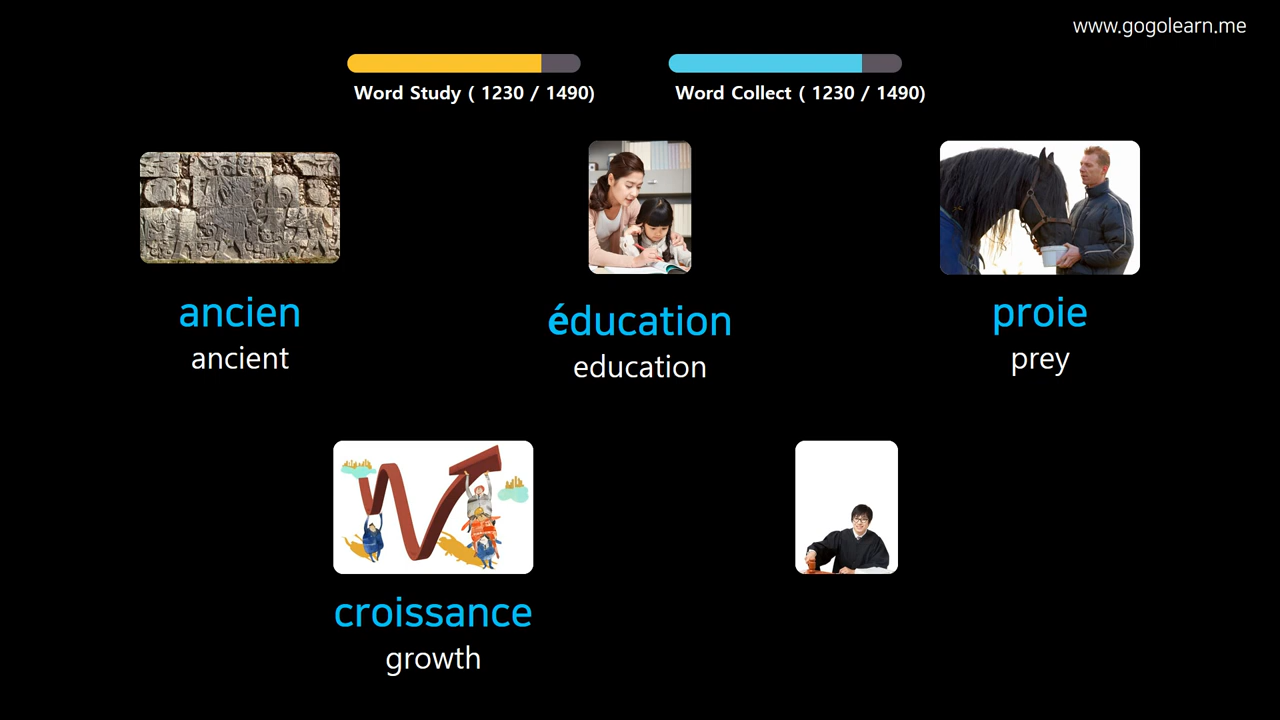 www.gogolearn.me
Word Study ( 1230 / 1490)
Word Collect ( 1230 / 1490)
ancien
ancient
éducation
education
proie
prey
croissance
growth